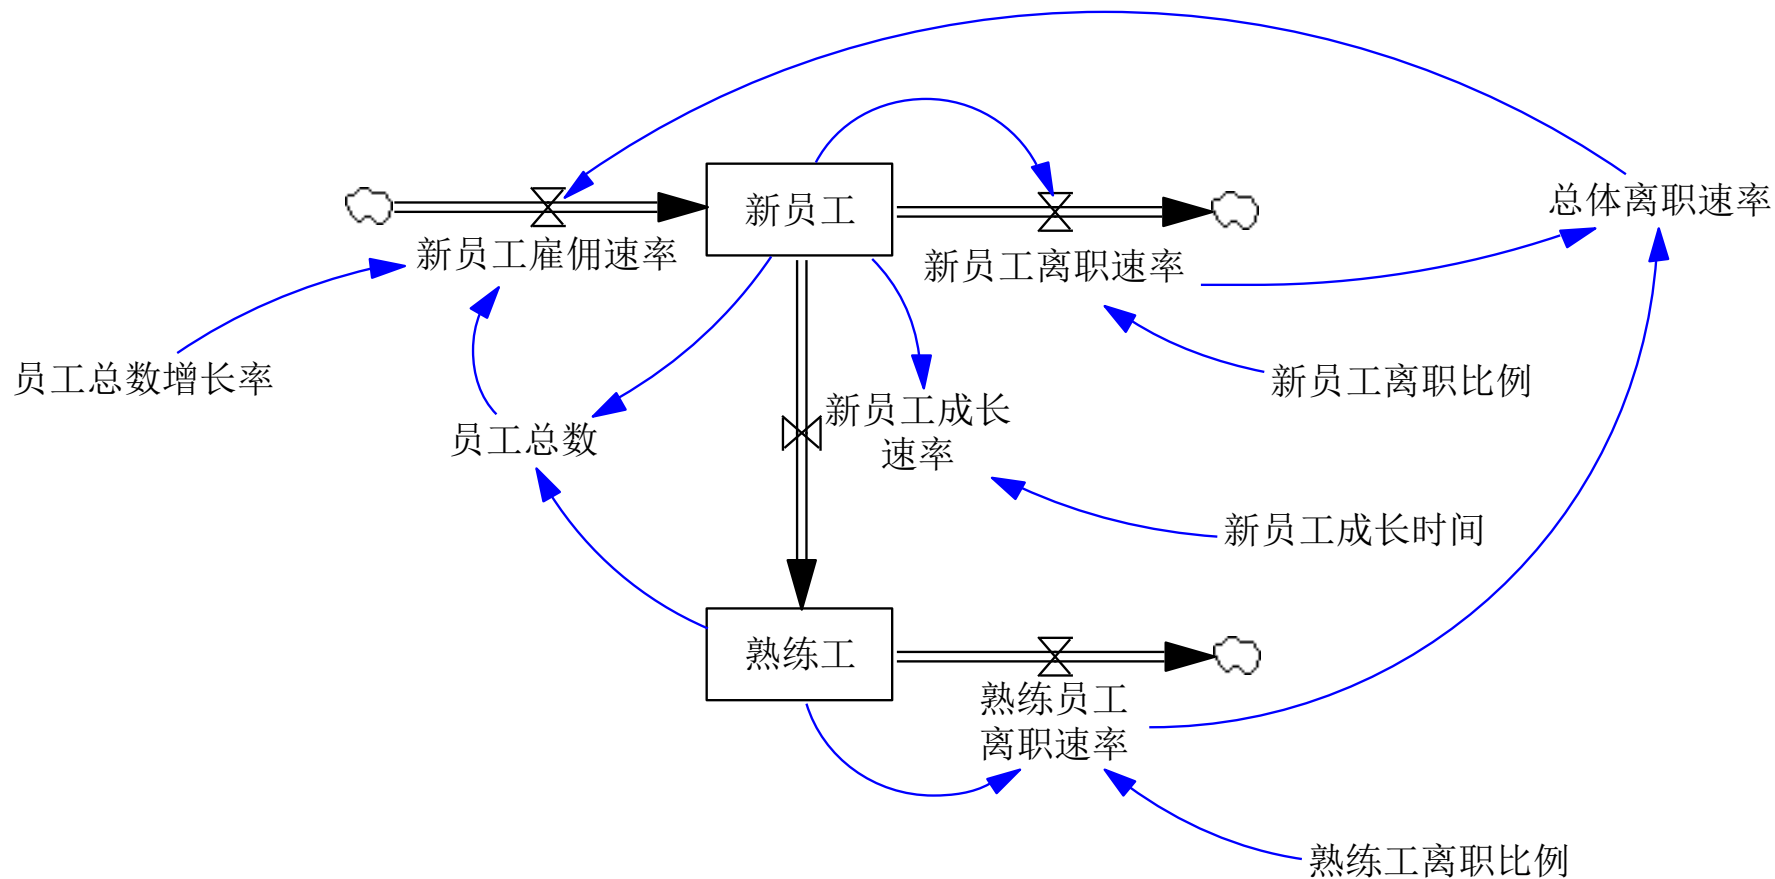 总体离职速率
新员工
新员工雇佣速率
新员工离职速率
员工总数增长率
新员工离职比例
新员工成长
速率
员工总数
新员工成长时间
熟练工
熟练员工
离职速率
熟练工离职比例